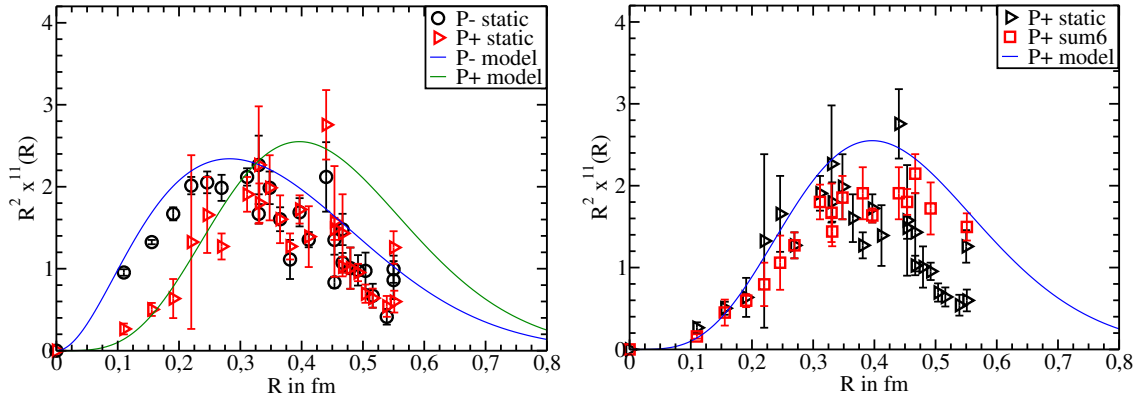 P- static
P+ static
P- model
P+ model
4
3
2
1
0
R² x¹¹(R)
0 0,1 0,2 0,3 0,4 0,5 0,6 0,7 0,8
R in fm
P+ static
P+ sum6
P+ model
4
3
2
1
0
R² x¹¹(R)
0 0,1 0,2 0,3 0,4 0,5 0,6 0,7 0,8
R in fm